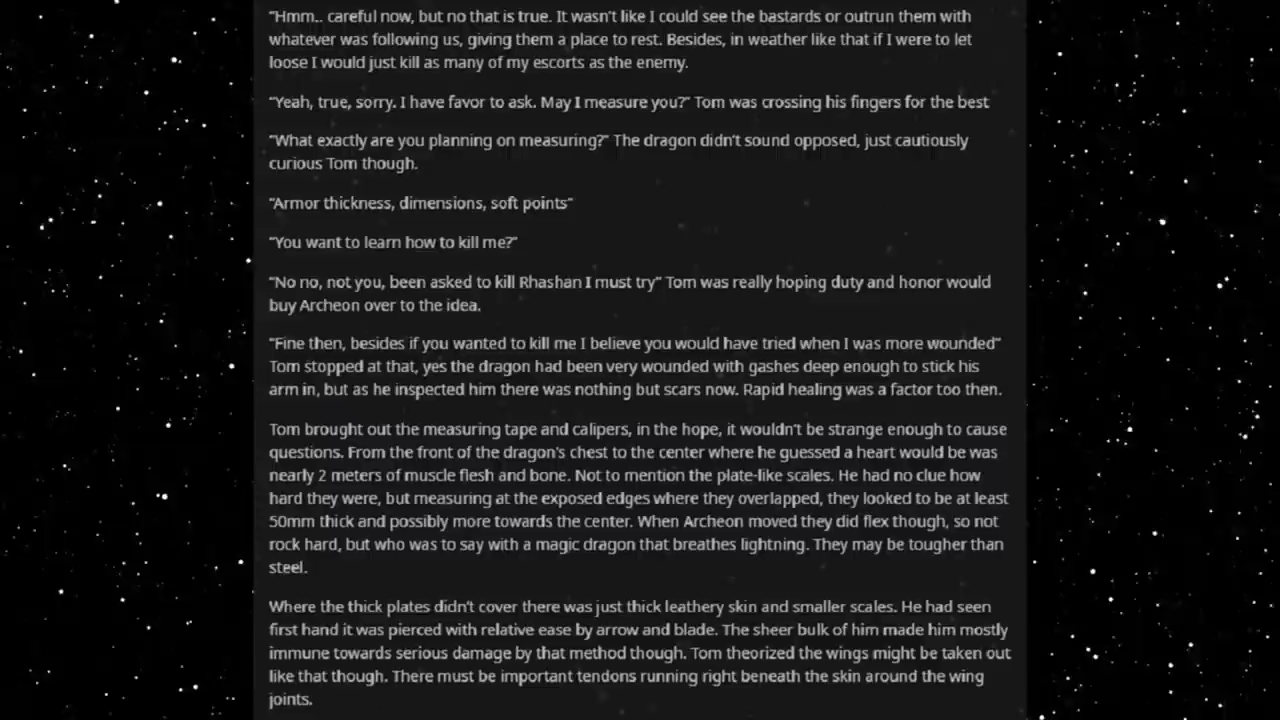 “Hmm.. careful now, but no that is true. It wasn’t like I could see the bastards or outrun them with
whatever was following us, giving them a place to rest. Besides, in weather like that if I were to let
loose I would just kill as many of my escorts as the enemy.
“Yeah, true, sorry. I have favor to ask. May I measure you?” Tom was crossing his fingers for the best
“What exactly are you planning on measuring?” The dragon didn’t sound opposed, just cautiously
curious Tom though.
“Armor thickness, dimensions, soft points”
“You want to learn how to kill me?”
“No no, not you, been asked to kill Rhashan I must try” Tom was really hoping duty and honor would
buy Archeon over to the idea.
“Fine then, besides if you wanted to kill me I believe you would have tried when I was more wounded”
Tom stopped at that, yes the dragon had been very wounded with gashes deep enough to stick his
arm in, but as he inspected him there was nothing but scars now. Rapid healing was a factor too then.
Tom brought out the measuring tape and calipers, in the hope, it wouldn’t be strange enough to cause
questions. From the front of the dragon’s chest to the center where he guessed a heart would be was
nearly 2 meters of muscle flesh and bone. Not to mention the plate-like scales. He had no clue how
hard they were, but measuring at the exposed edges where they overlapped, they looked to be at least
50mm thick and possibly more towards the center. When Archeon moved they did flex though, so not
rock hard, but who was to say with a magic dragon that breathes lightning. They may be tougher than
steel.
Where the thick plates didn’t cover there was just thick leathery skin and smaller scales. He had seen
first hand it was pierced with relative ease by arrow and blade. The sheer bulk of him made him mostly
immune towards serious damage by that method though. Tom theorized the wings might be taken out
like that though. There must be important tendons running right beneath the skin around the wing
joints.